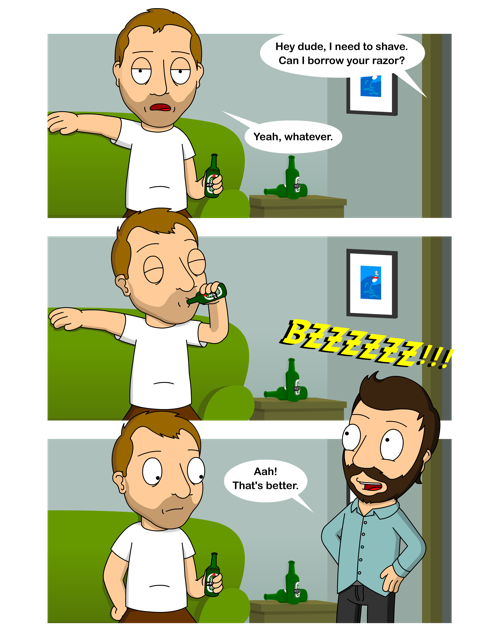 Hey dude, I need to shave.
Can I borrow your razor?
Yeah, whatever.
BZZZZZZ!!!
Aah!
That's better.